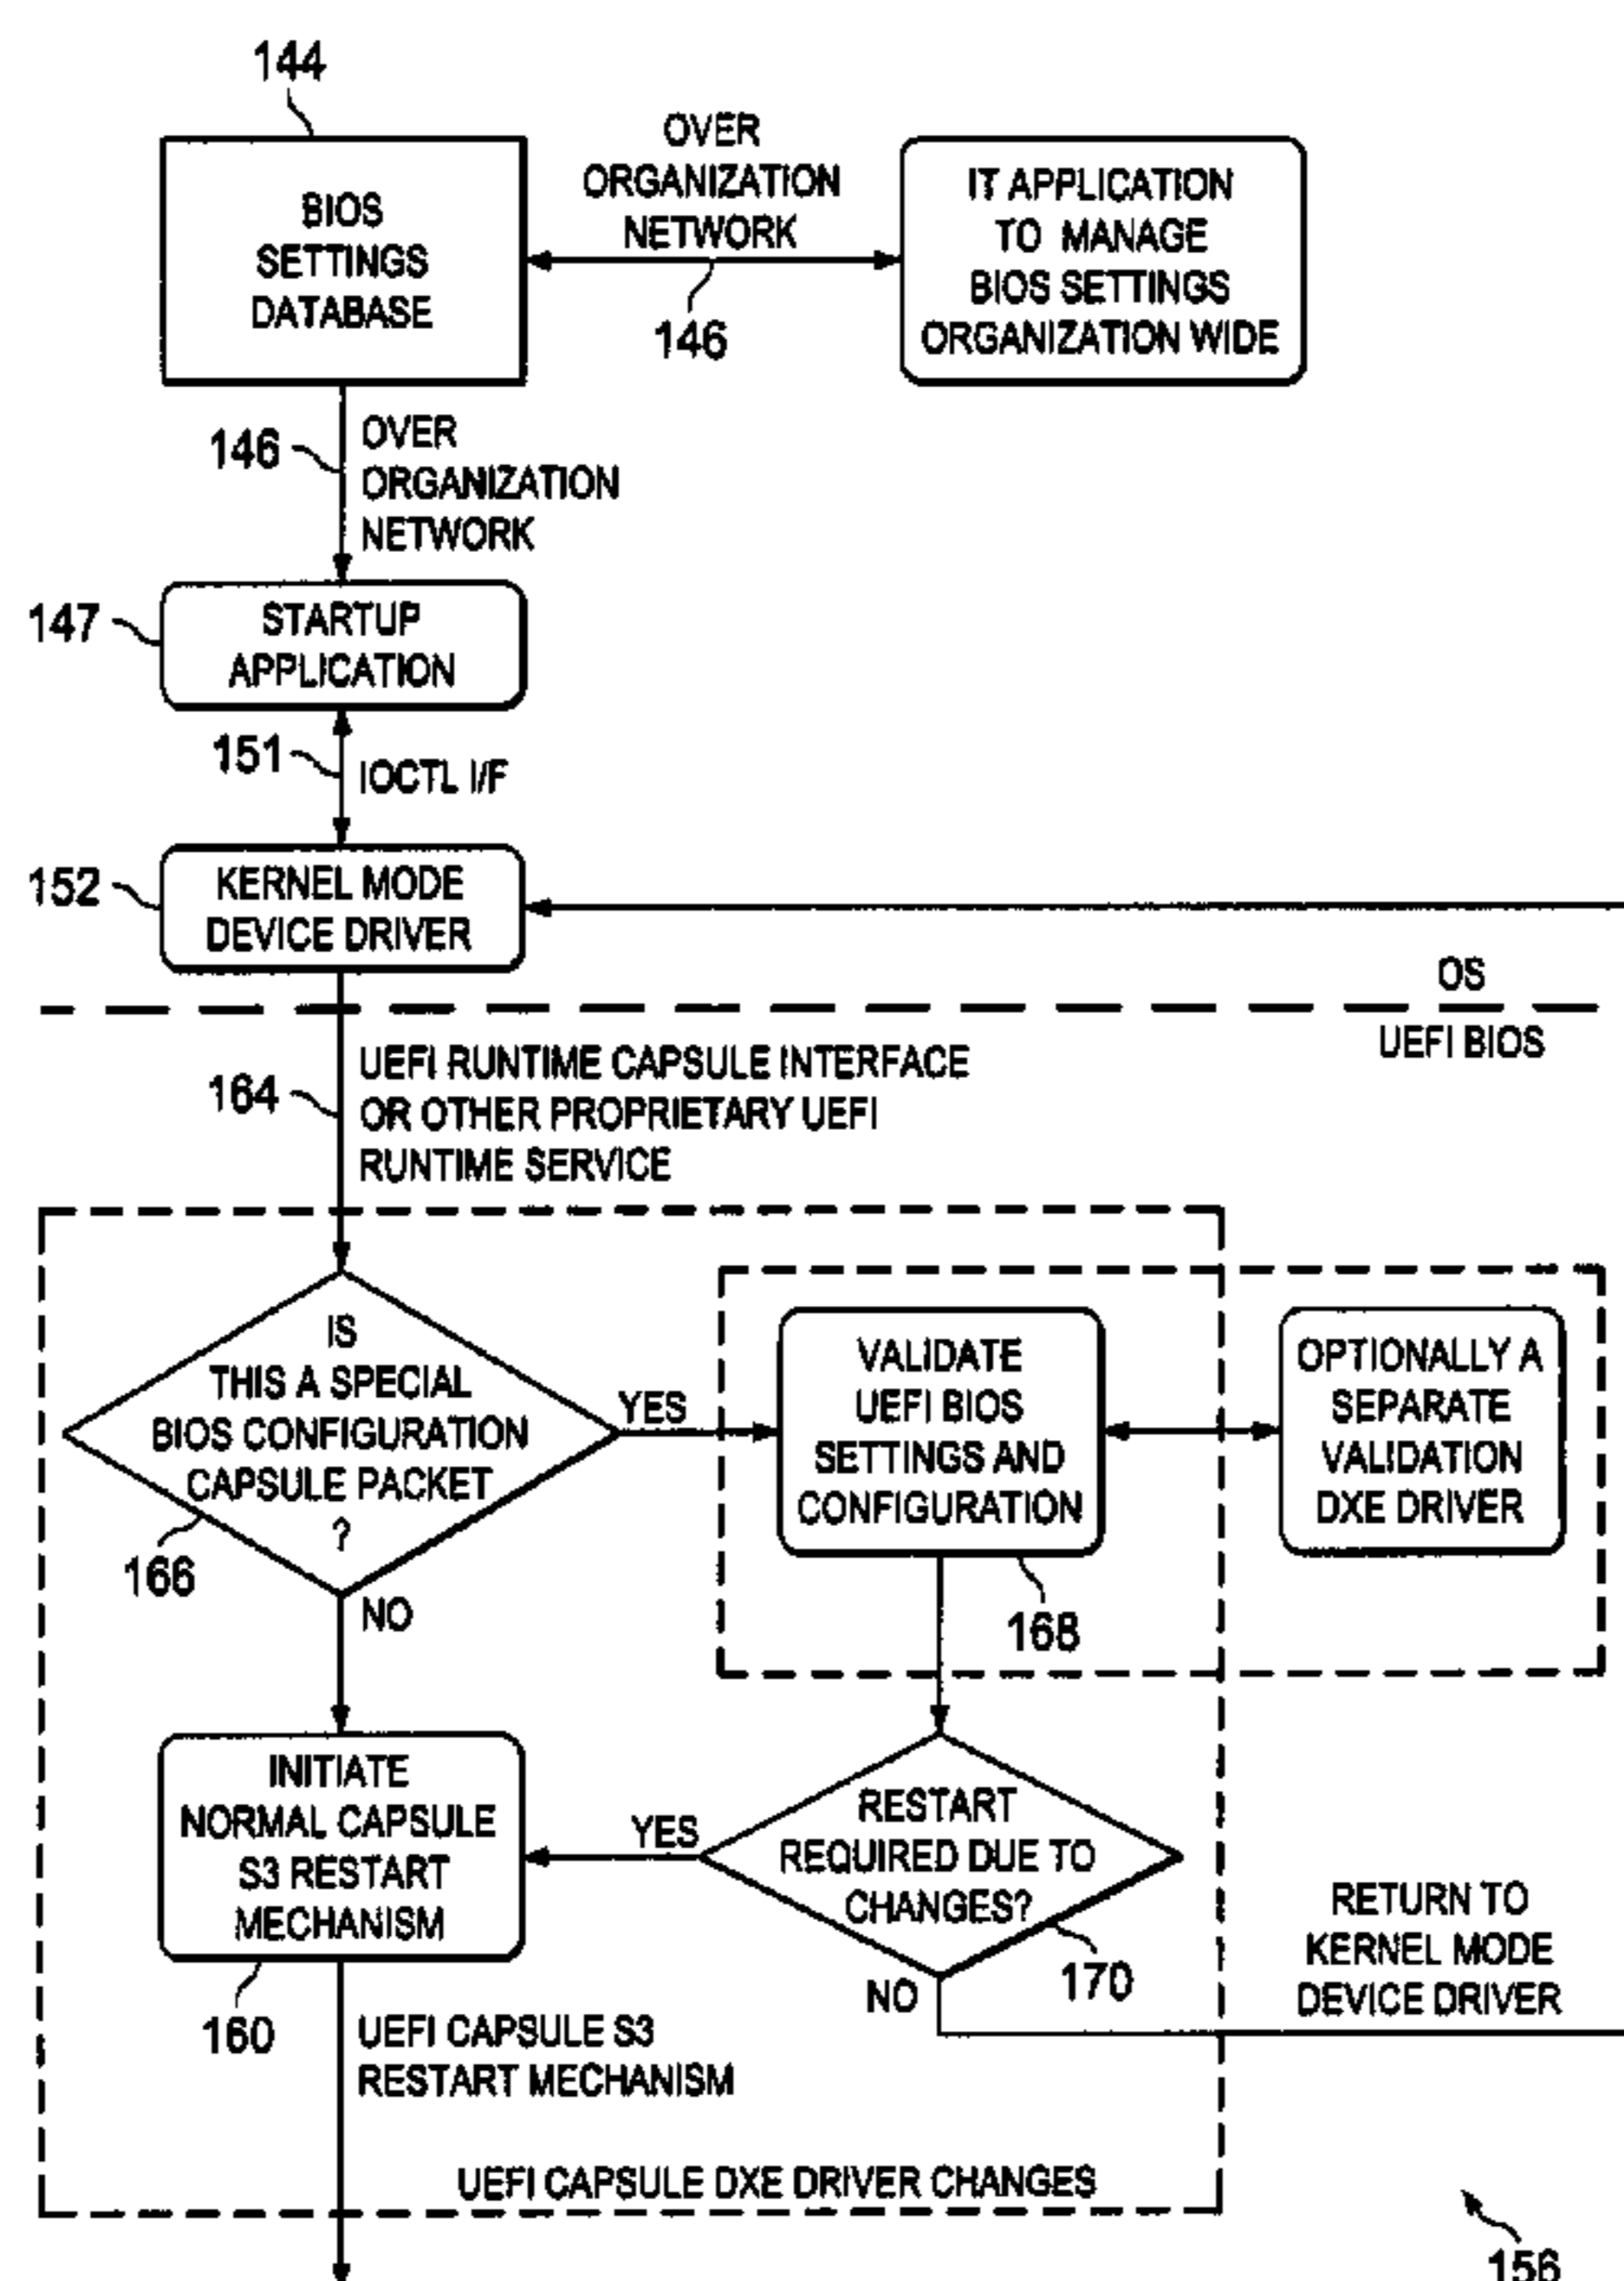 144
BIOS
SETTINGS
DATABASE
OVER
ORGANIZATION
NETWORK
146
IT APPLICATION
TO MANAGE
BIOS SETTINGS
ORGANIZATION WIDE
146
OVER
ORGANIZATION
NETWORK
147
STARTUP
APPLICATION
151
IOCTL I/F
152
KERNEL MODE
DEVICE DRIVER
OS
UEFI BIOS
164
UEFI RUNTIME CAPSULE INTERFACE
OR OTHER PROPRIETARY UEFI
RUNTIME SERVICE
IS
THIS A SPECIAL
BIOS CONFIGURATION
CAPSULE PACKET
?
166
YES
NO
VALIDATE
UEFI BIOS
SETTINGS AND
CONFIGURATION
168
OPTIONALLY A
SEPARATE
VALIDATION
DXE DRIVER
INITIATE
NORMAL CAPSULE
S3 RESTART
MECHANISM
160
YES
RESTART
REQUIRED DUE TO
CHANGES?
170
NO
RETURN TO
KERNEL MODE
DEVICE DRIVER
UEFI CAPSULE S3
RESTART MECHANISM
UEFI CAPSULE DXE DRIVER CHANGES
156